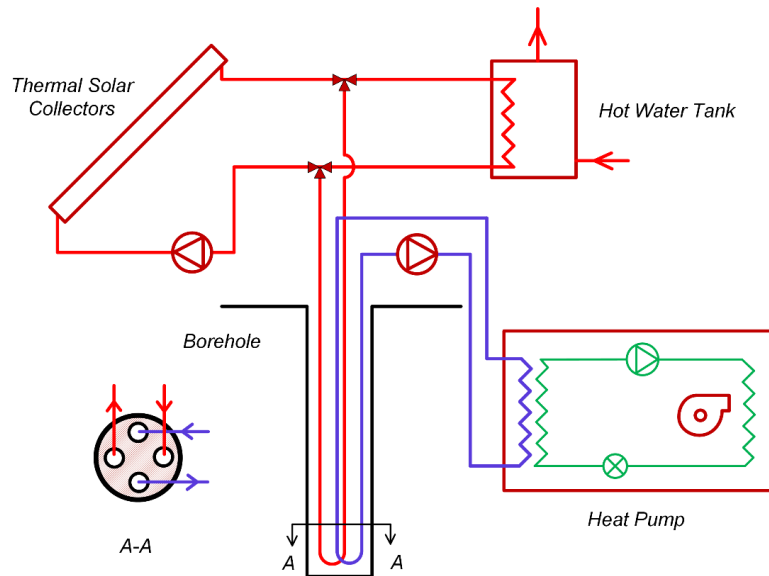 Thermal Solar
Collectors
Hot Water Tank
Borehole
A
A
A-A
Heat Pump